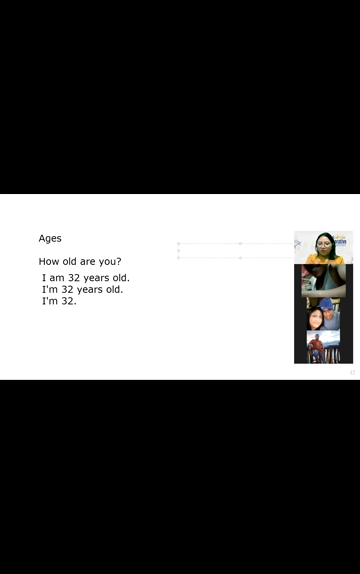 Ages
How old are you?
I am 32 years old.
I'm 32 years old.
I'm 32.